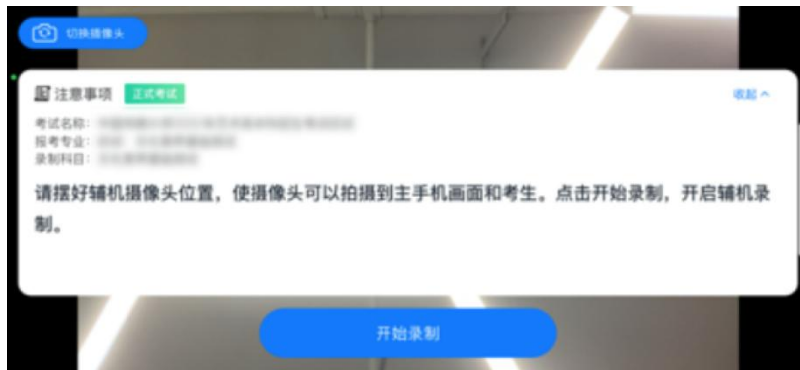 切换摄像头
注意事项 正式考试 收起
考试名称：
报考专业：
录制科目：
请摆好辅机摄像头位置，使摄像头可以拍摄到主手机画面和考生。点击开始录制，开启辅机录
制。
开始录制